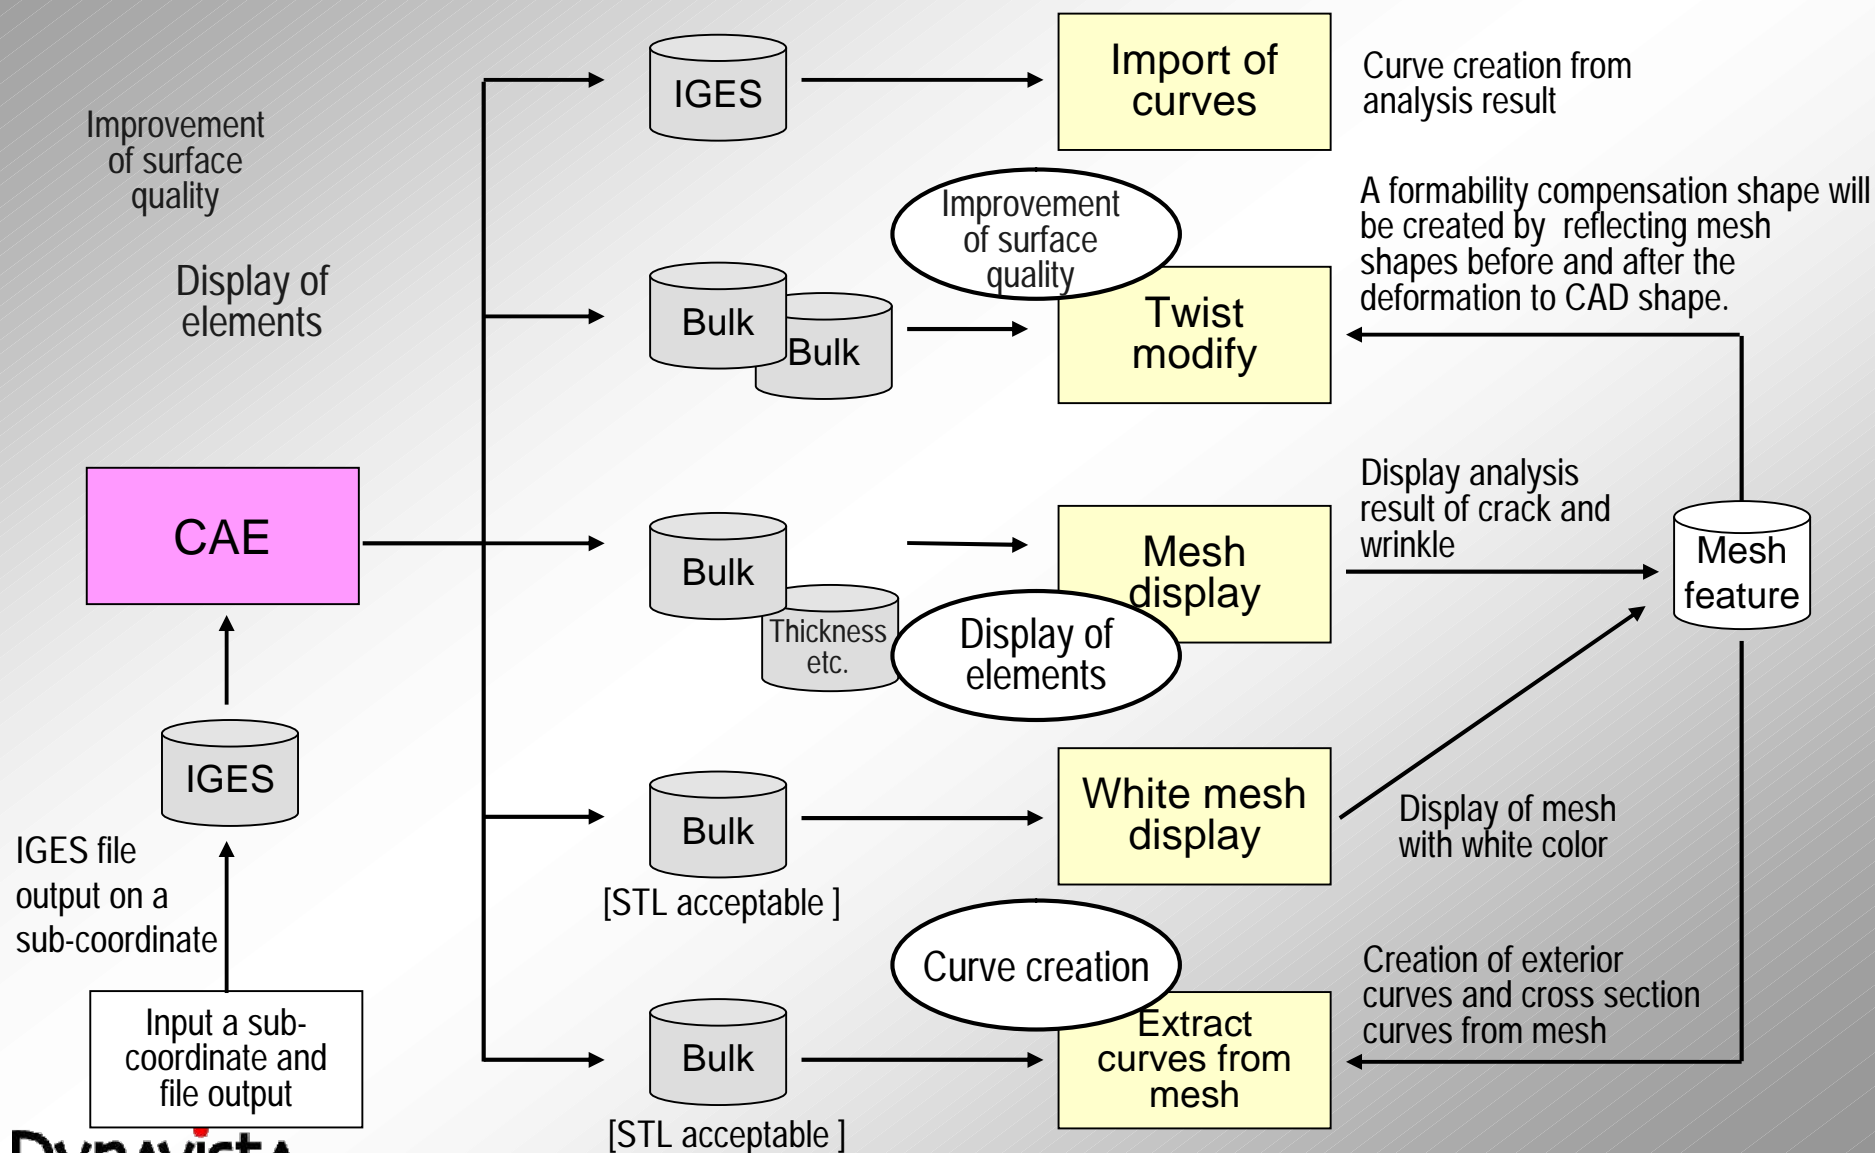 Improvement
of surface
quality
Display of
elements
CAE
IGES
IGES file
output on a
sub-coordinate
Input a sub-
coordinate and
file output
Dynavista
IGES
Import of
curves
Curve creation from
analysis result
Improvement
of surface
quality
Bulk
Bulk
Twist
modify
A formability compensation shape will
be created by reflecting mesh
shapes before and after the
deformation to CAD shape.
Bulk
Thickness
etc.
Mesh
display
Display of
elements
Display analysis
result of crack and
wrinkle
Mesh
feature
Bulk
[STL acceptable ]
White mesh
display
Display of mesh
with white color
Curve creation
Bulk
[STL acceptable ]
Extract
curves from
mesh
Creation of exterior
curves and cross section
curves from mesh